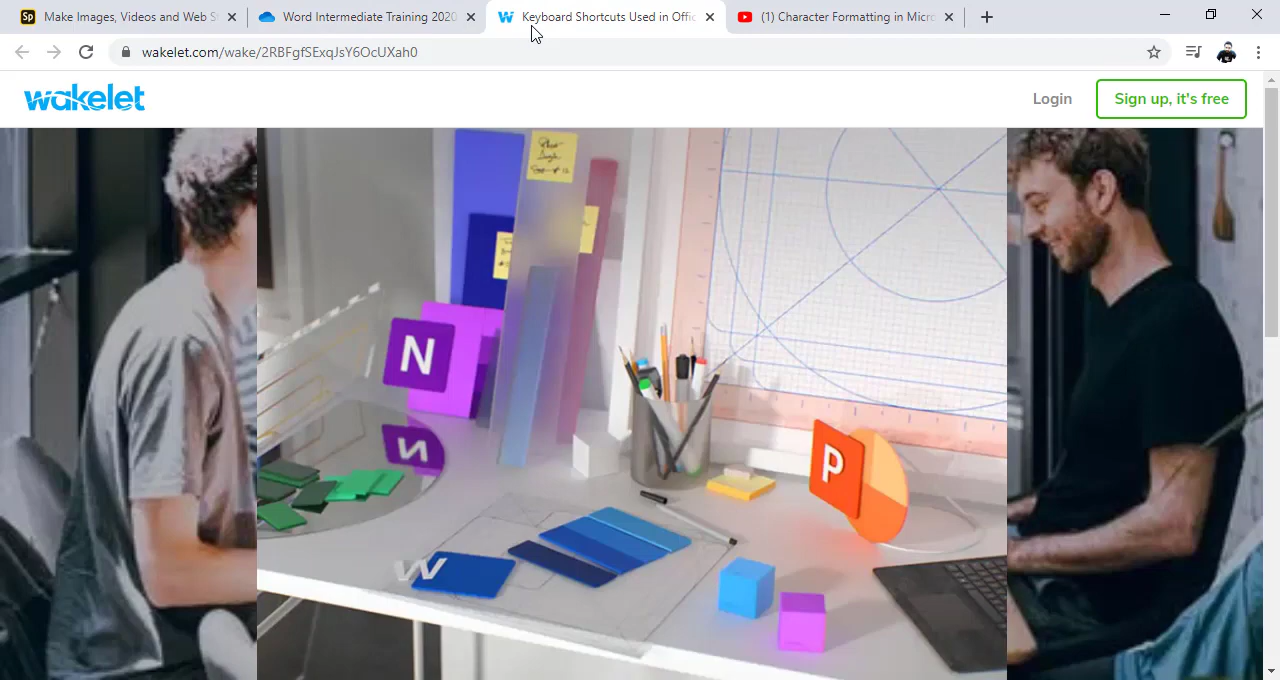 Make Images, Videos and Web S
Word Intermediate Training 2020
Keyboard Shortcuts Used in Offic
(1) Character Formatting in Micro
wakelet.com/wake/2RBFgfSExqJsY6OcUXah0
wakelet
Login
Sign up, it's free
N
N
P
W